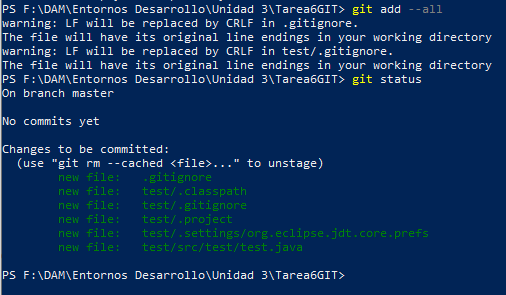 PS F:\DAM\Entornos Desarrollo\Unidad 3\Tarea6GIT> git add --all
warning: LF will be replaced by CRLF in .gitignore.
The file will have its original line endings in your working directory
warning: LF will be replaced by CRLF in test/.gitignore.
The file will have its original line endings in your working directory
PS F:\DAM\Entornos Desarrollo\Unidad 3\Tarea6GIT> git status
On branch master
No commits yet
Changes to be committed:
(use "git rm --cached <file>..." to unstage)
new file: .gitignore
new file: test/.classpath
new file: test/.gitignore
new file: test/.project
new file: test/.settings/org.eclipse.jdt.core.prefs
new file: test/src/test/test.java
PS F:\DAM\Entornos Desarrollo\Unidad 3\Tarea6GIT>